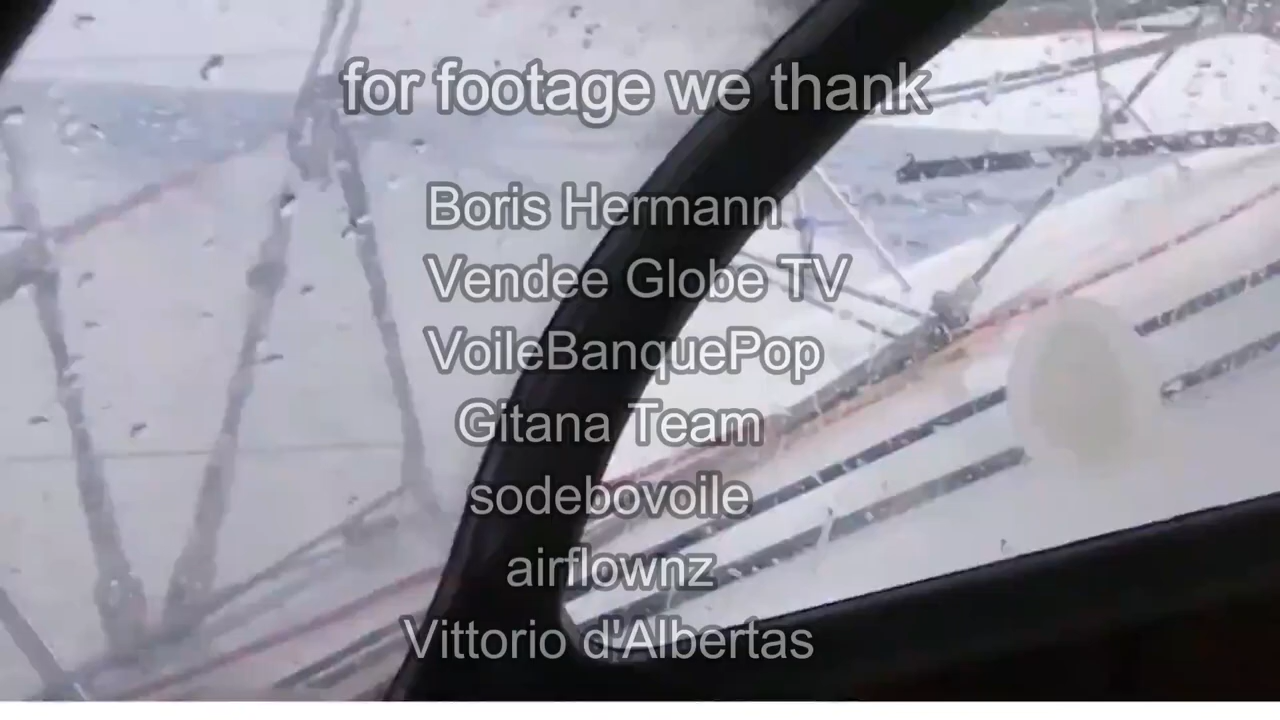 for footage we thank
Boris Hermann
Vendee Globe TV
VoileBanquePop
Gitana Team
sodebovoile
airflownz
Vittorio d'Albertas